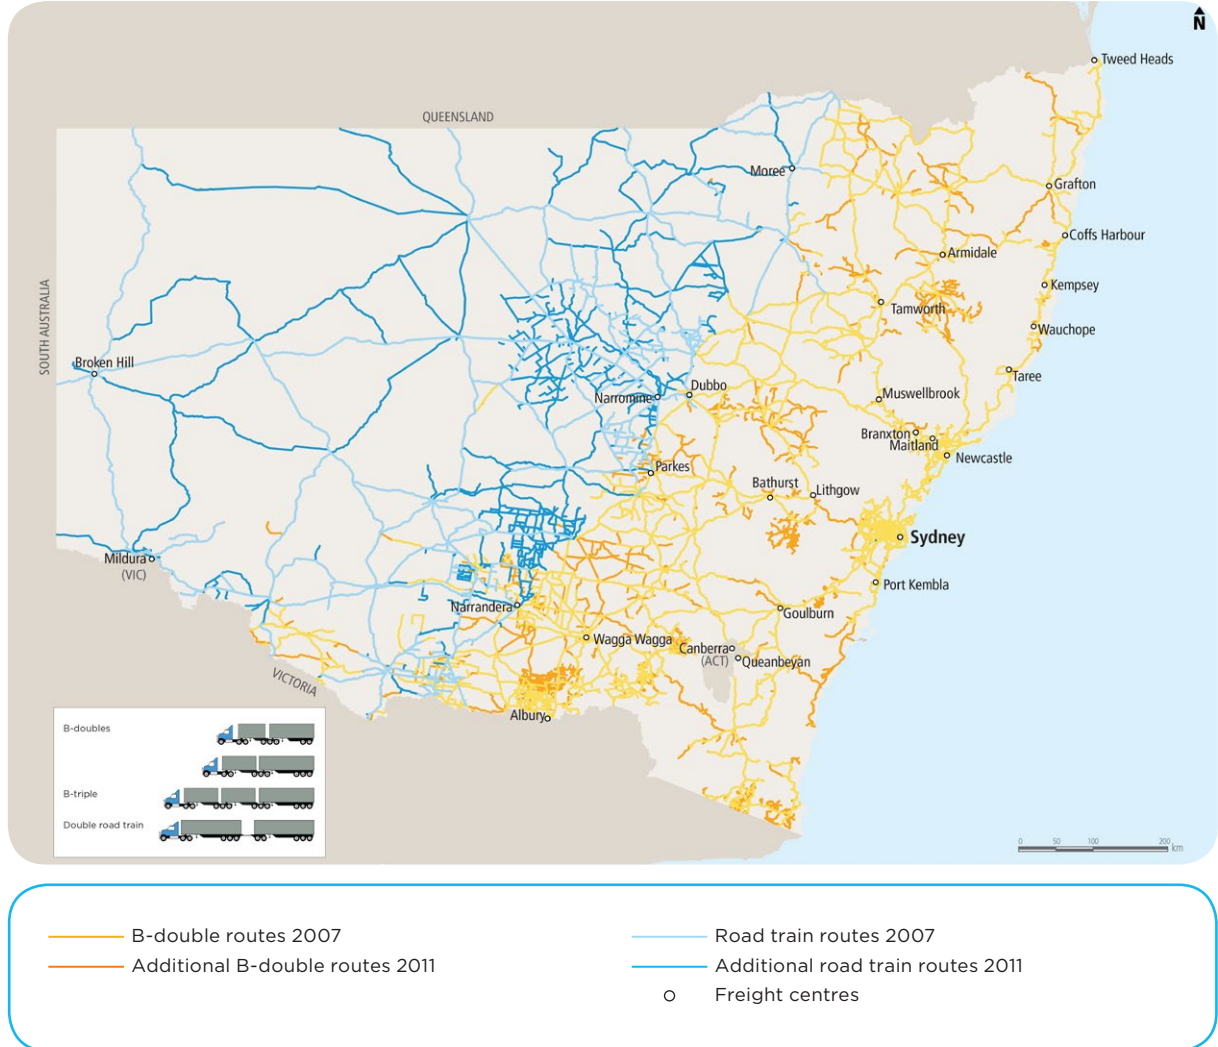 N
Tweed Heads
QUEENSLAND
Moree
Grafton
Coffs Harbour
Armidale
SOUTH AUSTRALIA
Kempsey
Tamworth
Wauchope
Broken Hill
Taree
Dubbo
Narromine
Muswellbrook
Branxton
Maitland
Newcastle
Parkes
Bathurst
Lithgow
Sydney
Mildura
(VIC)
Port Kembla
Narrandera
Goulburn
Wagga Wagga
Canberra
(ACT)
Queanbeyan
VICTORIA
Albury
B-doubles
B-triple
Double road train
0 50 100 200
km
B-double routes 2007
Additional B-double routes 2011
Road train routes 2007
Additional road train routes 2011
Freight centres